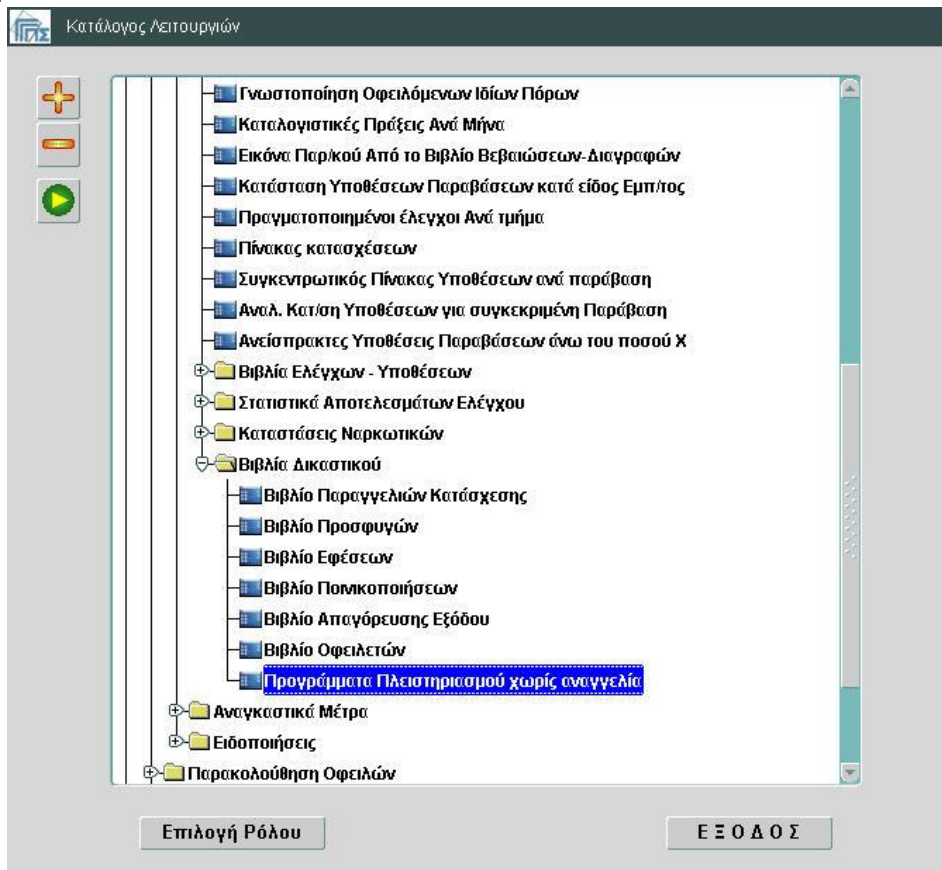 ΓΓΠΣ
Κατάλογος Λειτουργιών
Γνωστοποίηση Οφειλόμενων Ιδίων Πόρων
Καταλογιστικές Πράξεις Ανά Μήνα
Εικόνα Παρ/κού Από το Βιβλίο Βεβαιώσεων-Διαγραφών
Κατάσταση Υποθέσεων Παραβάσεων κατά είδος Εμπ/τος
Πραγματοποιημένοι έλεγχοι Ανά τμήμα
Πίνακας κατασχέσεων
Συγκεντρωτικός Πίνακας Υποθέσεων ανά παράβαση
Αναλ. Κατ/ση Υποθέσεων για συγκεκριμένη Παράβαση
Ανείσπρακτες Υποθέσεις Παραβάσεων άνω του ποσού Χ
Βιβλία Ελέγχων - Υποθέσεων
Στατιστικά Αποτελεσμάτων Ελέγχου
Καταστάσεις Ναρκωτικών
Βιβλία Δικαστικού
Βιβλίο Παραγγελιών Κατάσχεσης
Βιβλίο Προσφυγών
Βιβλίο Εφέσεων
Βιβλίο Ποινικοποιήσεων
Βιβλίο Απαγόρευσης Εξόδου
Βιβλίο Οφειλετών
Προγράμματα Πλειστηριασμού χωρίς αναγγελία
Αναγκαστικά Μέτρα
Ειδοποιήσεις
Παρακολούθηση Οφειλών
Επιλογή Ρόλου
Ε Ξ Ο Δ Ο Σ